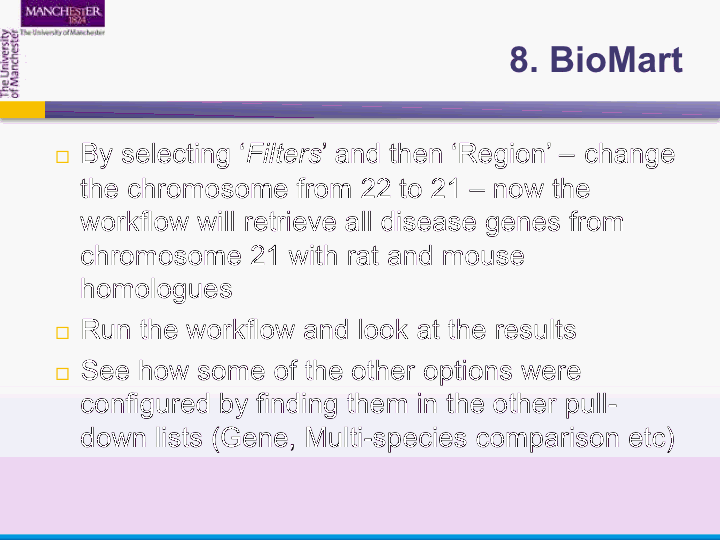 MANCHESTER
1824
The University of Manchester
The University
of Manchester
8. BioMart
By selecting ‘Filters’ and then ‘Region’ – change
the chromosome from 22 to 21 – now the
workflow will retrieve all disease genes from
chromosome 21 with rat and mouse
homologues
Run the workflow and look at the results
See how some of the other options were
configured by finding them in the other pull-
down lists (Gene, Multi-species comparison etc)